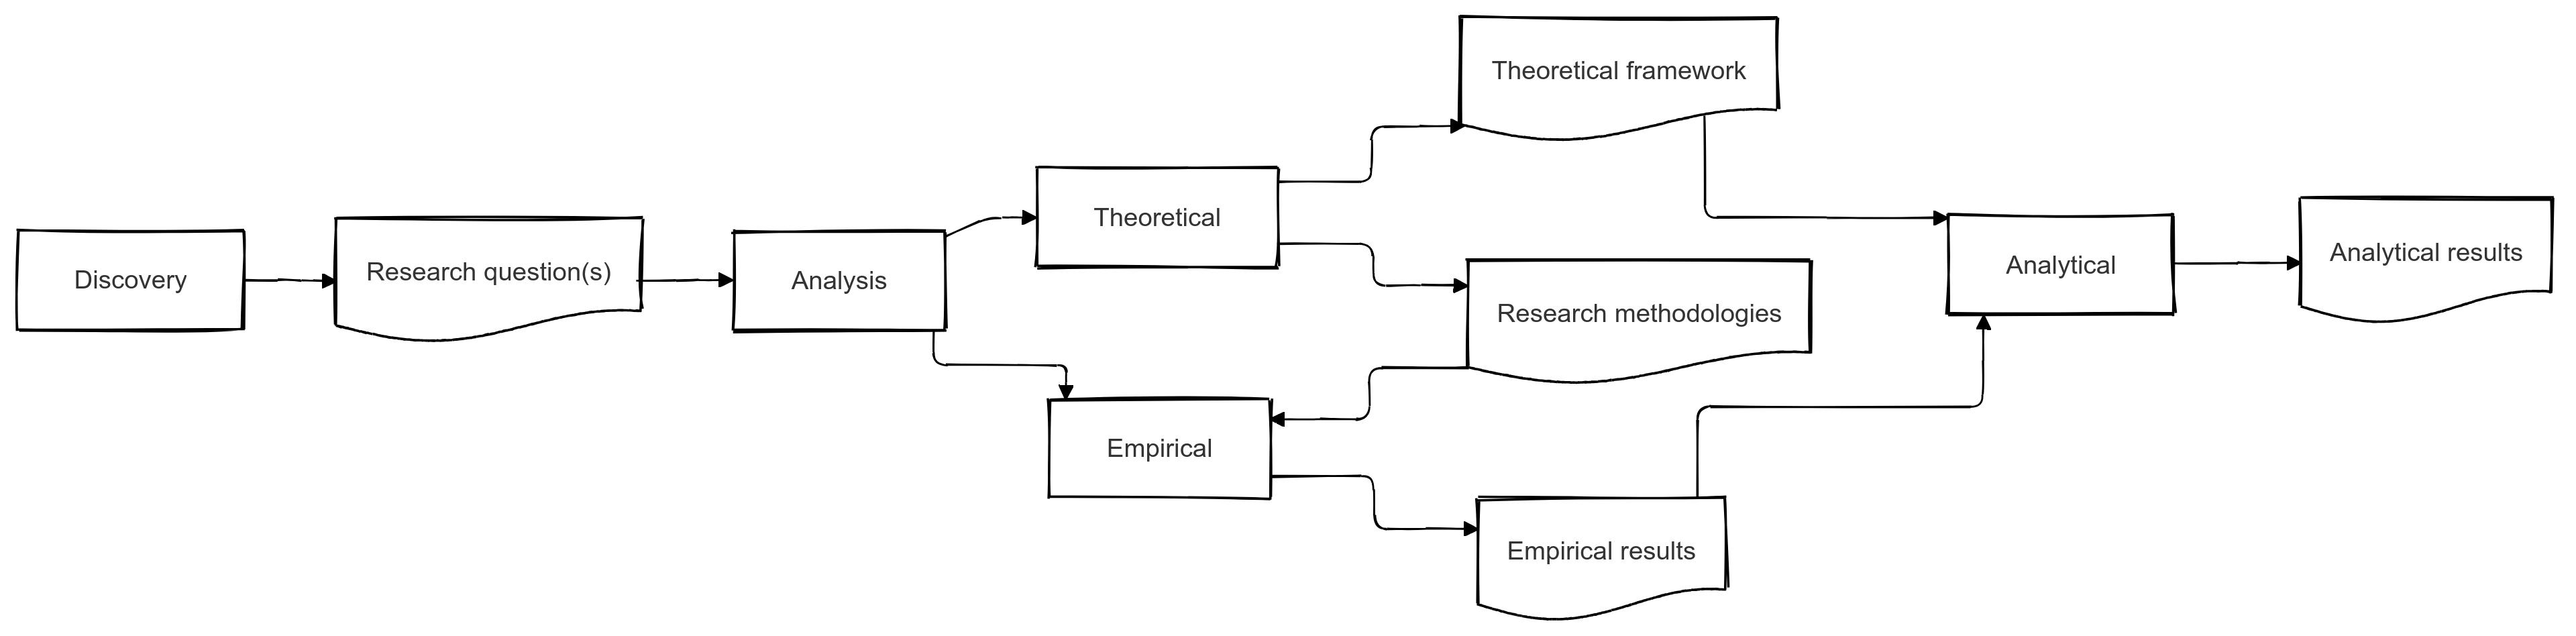 Discovery
Research question(s)
Analysis
Theoretical
Theoretical framework
Research methodologies
Empirical
Empirical results
Analytical
Analytical results